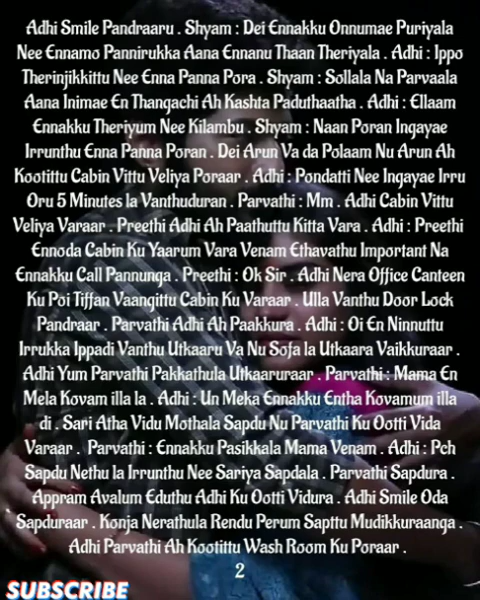 Adhi Smile Pandraaru . Shyam : Dei Ennakku Onnumae Puriyala
Nee Ennamo Pannirukka Aana Ennanu Thaan Theriyala . Adhi : Ippo
Therinjikkittu Nee Enna Panna Pora . Shyam : Sollala Na Parvaala
Aana Inimae En Thangachi Ah Kashta Paduthaatha . Adhi : Ellaam
Ennakku Theriyum Nee Kilambu . Shyam : Naan Poran Ingayae
Irrunthu Enna Panna Poran . Dei Arun Va da Polaam Nu Arun Ah
Kootittu Cabin Vittu Veliya Poraar . Adhi : Pondatti Nee Ingayae Irru
Oru 5 Minutes la Vanthuduran . Parvathi : Mm . Adhi Cabin Vittu
Veliya Varaar . Preethi Adhi Ah Paathuttu Kitta Vara . Adhi : Preethi
Ennoda Cabin Ku Yaarum Vara Venam Ethavathu Important Na
Ennakku Call Pannunga . Preethi : Ok Sir . Adhi Nera Office Canteen
Ku Poi Tiffan Vaangittu Cabin Ku Varaar . Ulla Vanthu Door Lock
Pandraar . Parvathi Adhi Ah Paakkura . Adhi : Oi En Ninnuttu
Irrukka Ippadi Vanthu Utkaaru Va Nu Sofa la Utkaara Vaikkuraar .
Adhi Yum Parvathi Pakkathula Utkaaruraar . Parvathi : Mama En
Mela Kovam illa la . Adhi : Un Meka Ennakku Entha Kovamum illa
di . Sari Atha Vidu Mothala Sapdu Nu Parvathi Ku Ootti Vida
Varaar . Parvathi : Ennakku Pasikkala Mama Venam . Adhi : Pch
Sapdu Nethu la Irrunthu Nee Sariya Sapdala . Parvathi Sapdura .
Appram Avalum Eduthu Adhi Ku Ootti Vidura . Adhi Smile Oda
Sapduraar . Konja Nerathula Rendu Perum Sapttu Mudikkuraanga .
Adhi Parvathi Ah Kootittu Wash Room Ku Poraar .
2
SUBSCRIBE